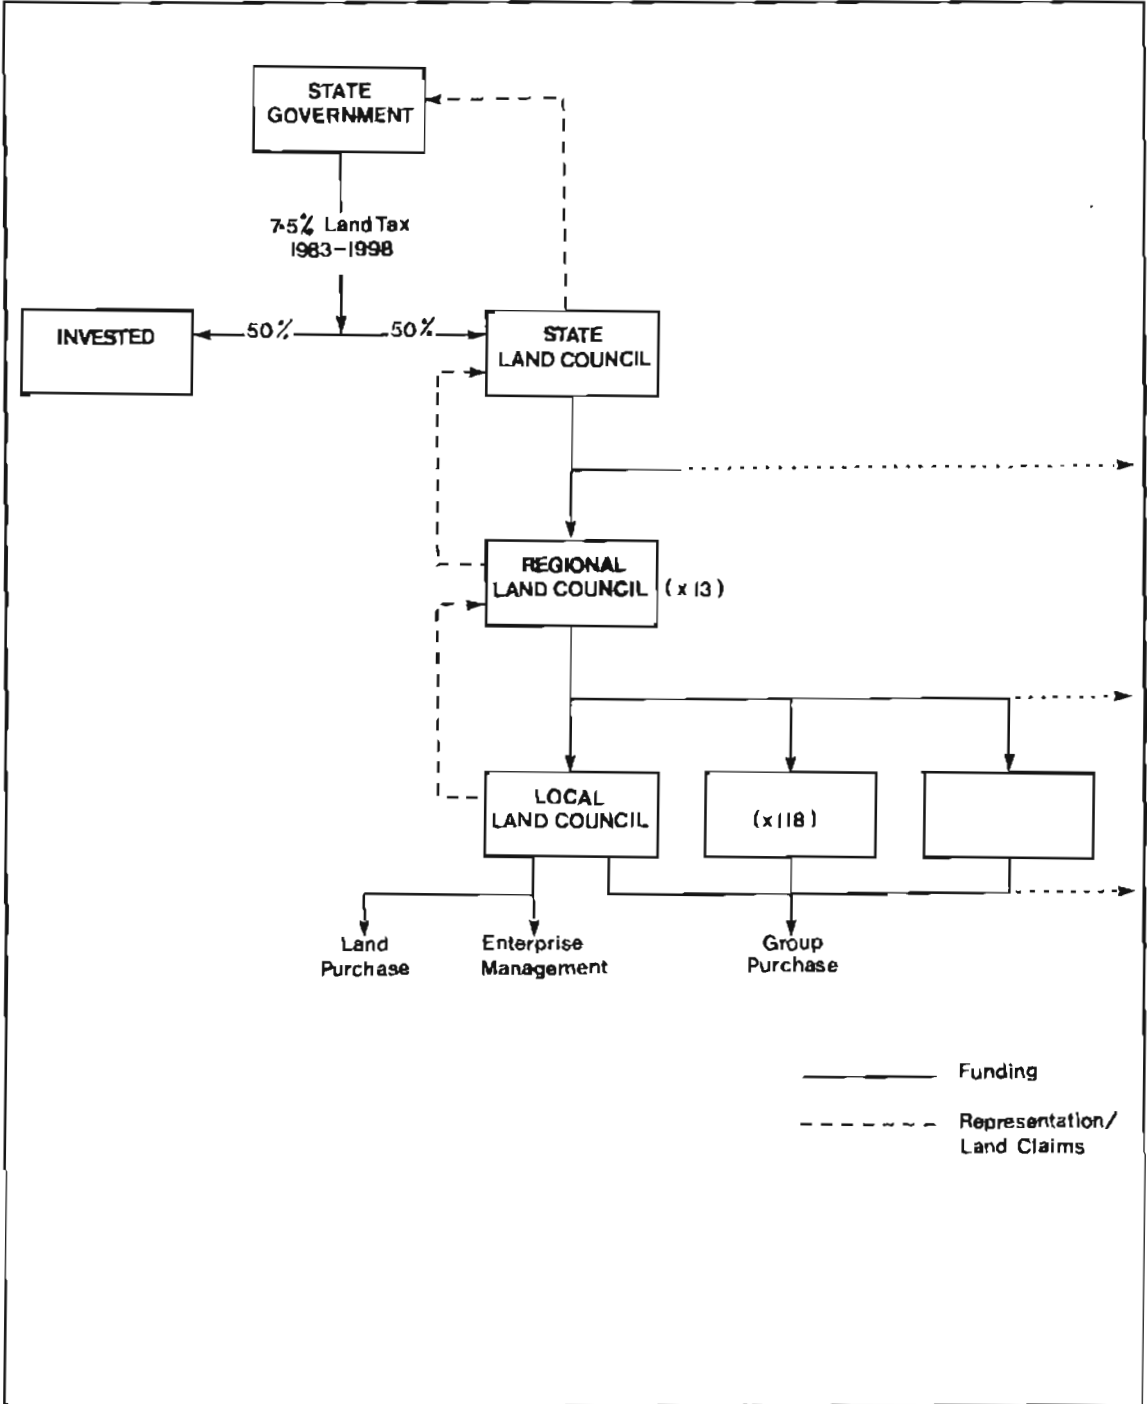 STATE
GOVERNMENT
7.5% Land Tax
1983-1998
INVESTED
50%
50%
STATE
LAND COUNCIL
REGIONAL
LAND COUNCIL
(x 13)
LOCAL
LAND COUNCIL
(x118)
Land
Purchase
Enterprise
Management
Group
Purchase
Funding
Representation/
Land Claims